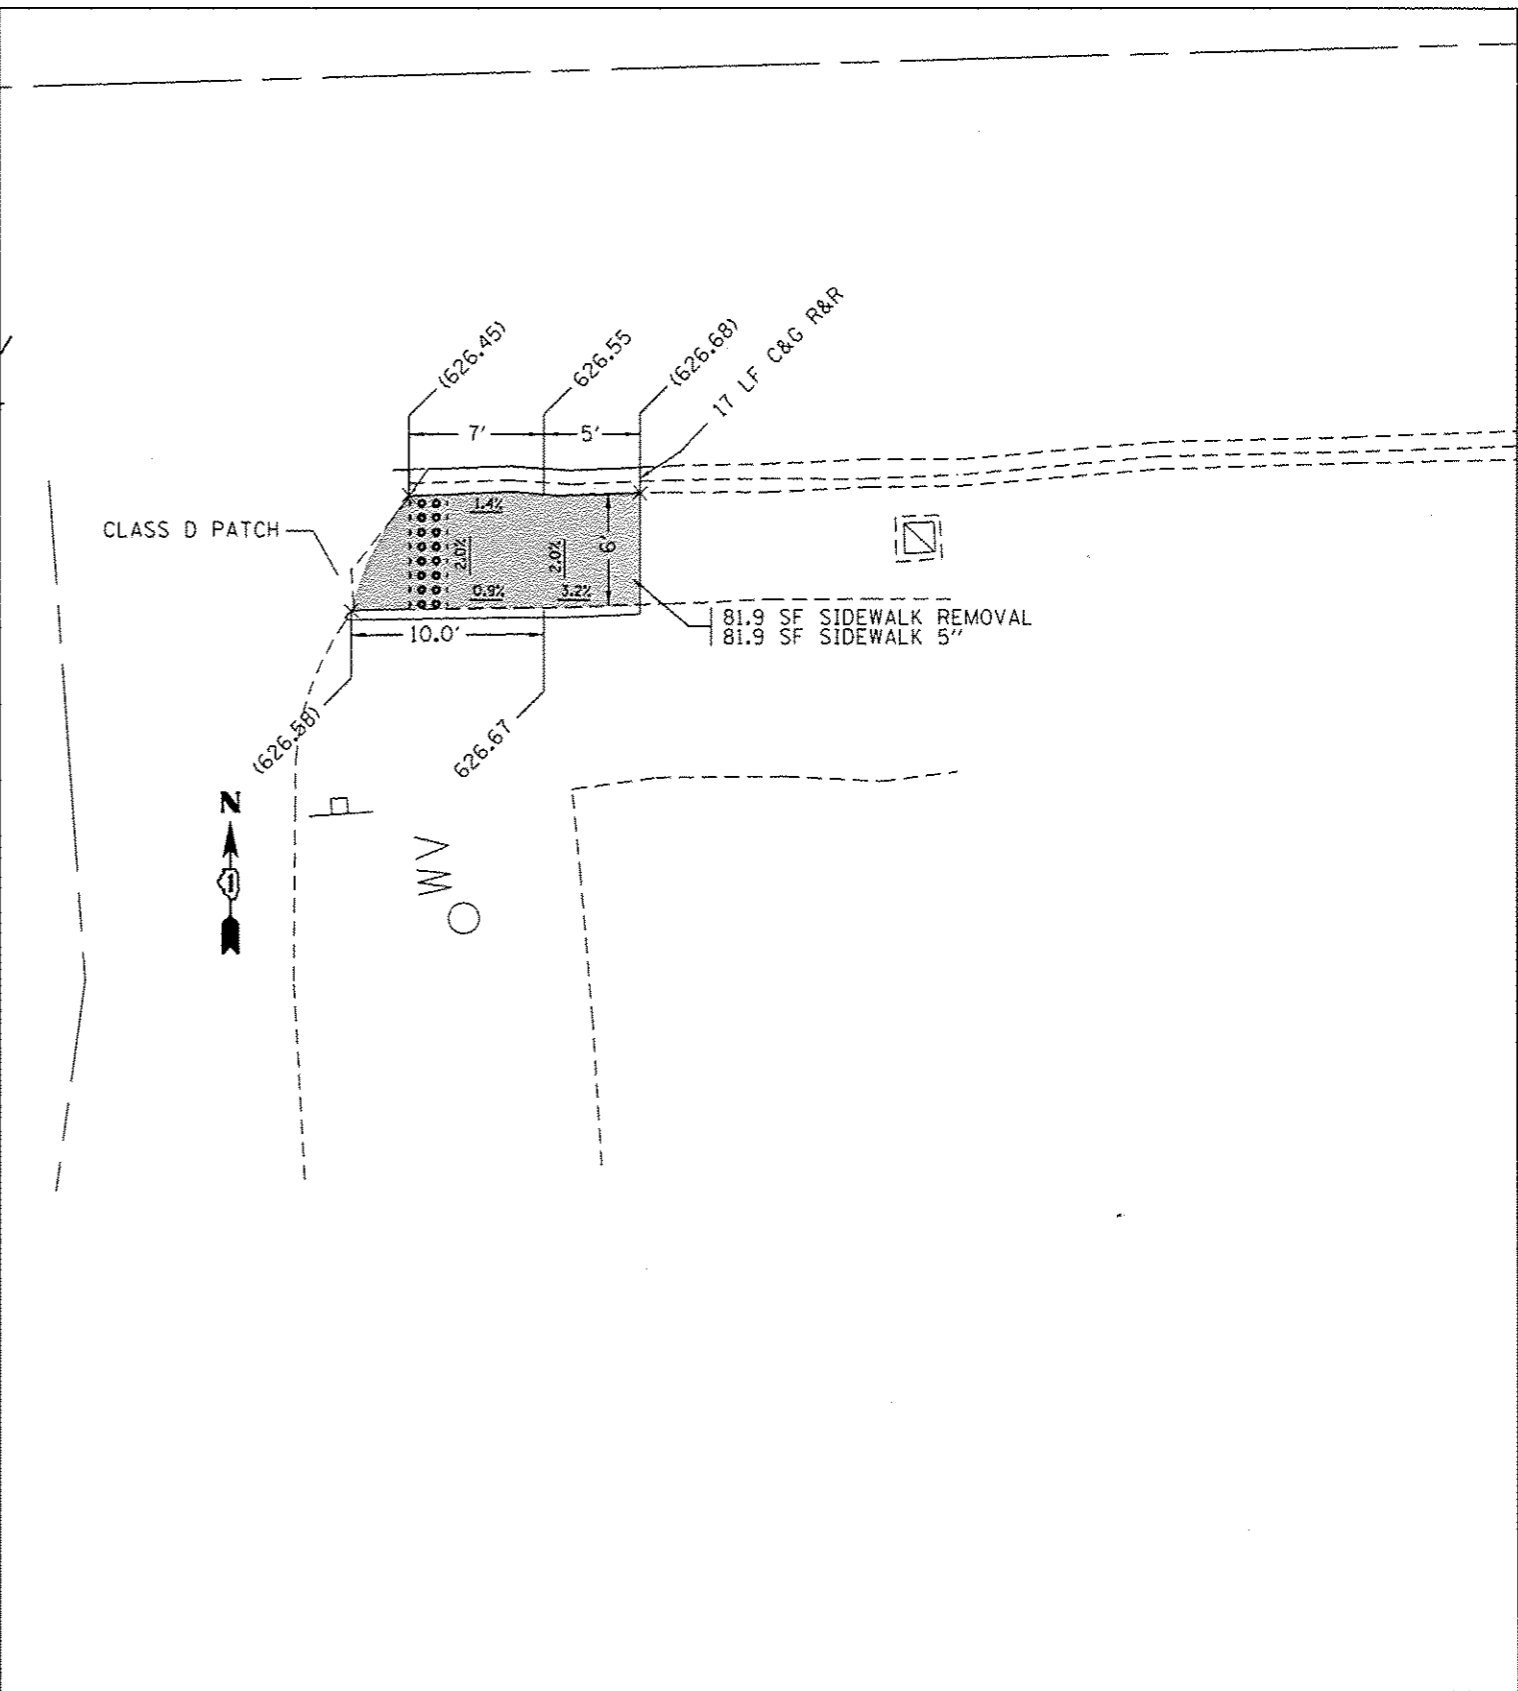 (626.45)
626.55
(626.68)
17 LF C&G R&R
7'
5'
1.4%
CLASS D PATCH
2.0%
2.0%
6'
0.9%
3.2%
81.9 SF SIDEWALK REMOVAL
81.9 SF SIDEWALK 5"
10.0'
(626.58)
626.67
N
1
WV